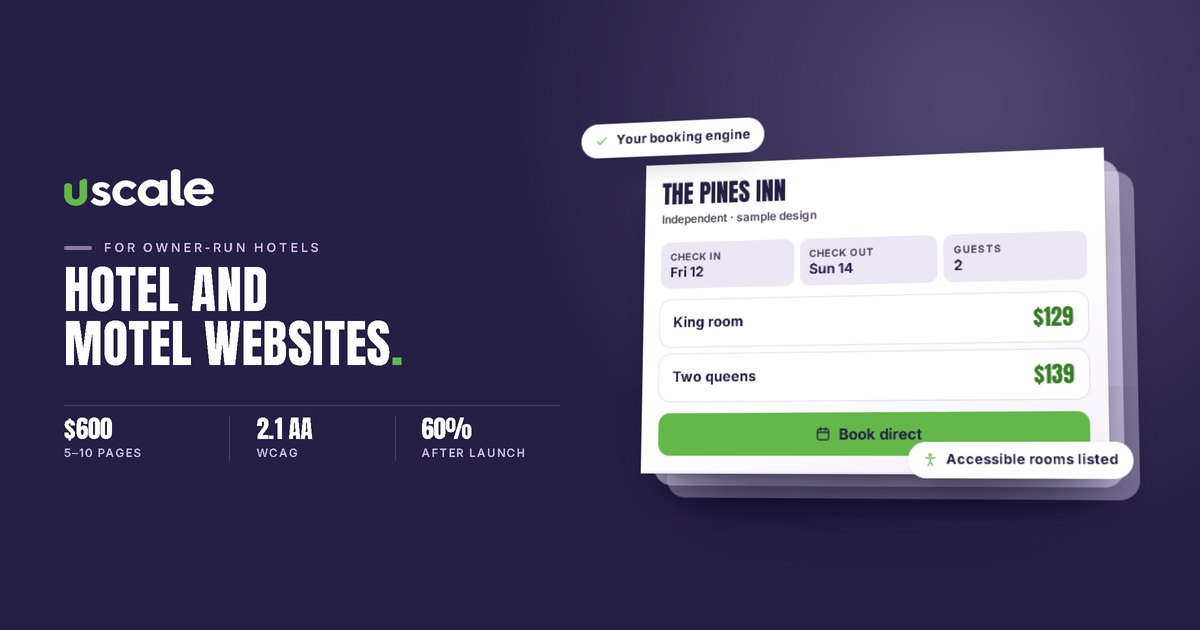 uscale
FOR OWNER-RUN HOTELS
HOTEL AND
MOTEL WEBSITES.
$600
5–10 PAGES
2.1 AA
WCAG
60%
AFTER LAUNCH
Your booking engine
THE PINES INN
Independent · sample design
CHECK IN
Fri 12
CHECK OUT
Sun 14
GUESTS
2
King room
$129
Two queens
$139
Book direct
Accessible rooms listed